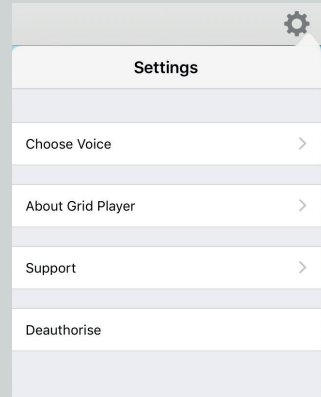 Settings
Choose Voice
About Grid Player
Support
Deauthorise